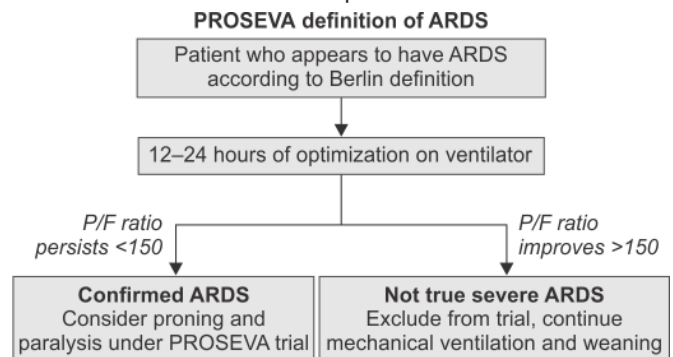 PROSEVA definition of ARDS
Patient who appears to have ARDS
according to Berlin definition
12–24 hours of optimization on ventilator
P/F ratio
persists <150
P/F ratio
improves >150
Confirmed ARDS
Consider proning and
paralysis under PROSEVA trial
Not true severe ARDS
Exclude from trial, continue
mechanical ventilation and weaning